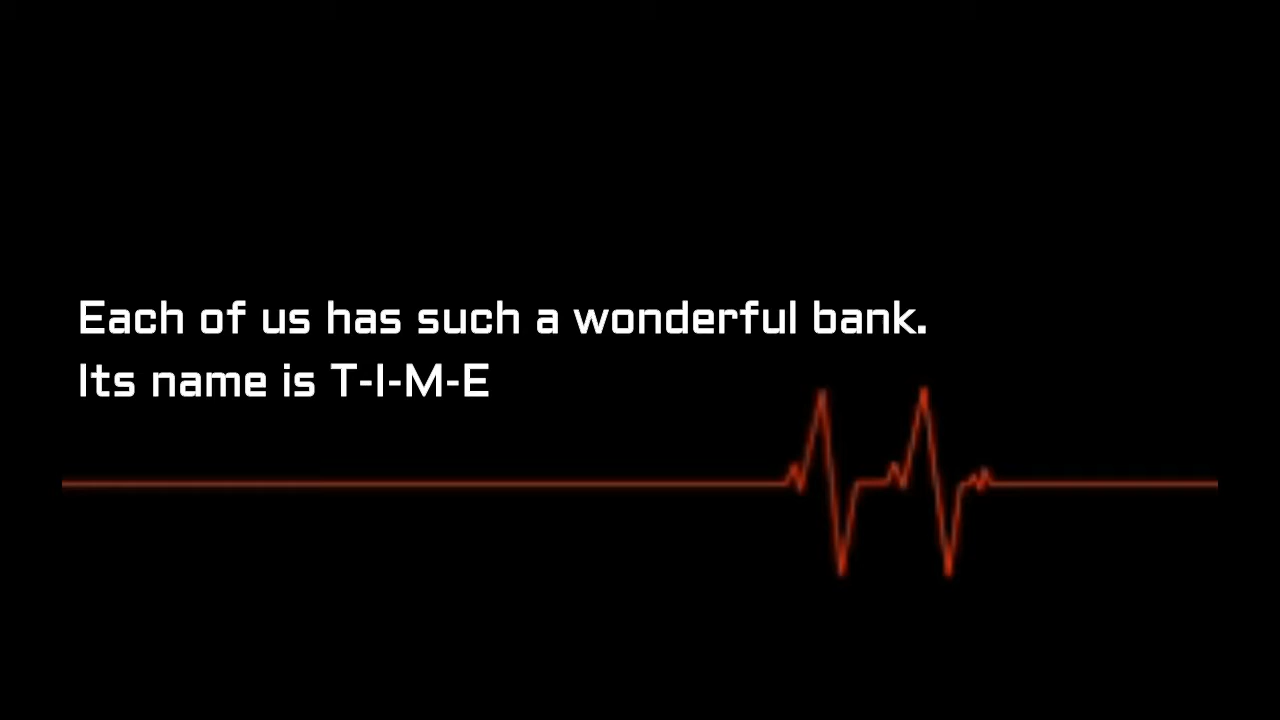 Each of us has such a wonderful bank.
Its name is T-I-M-E